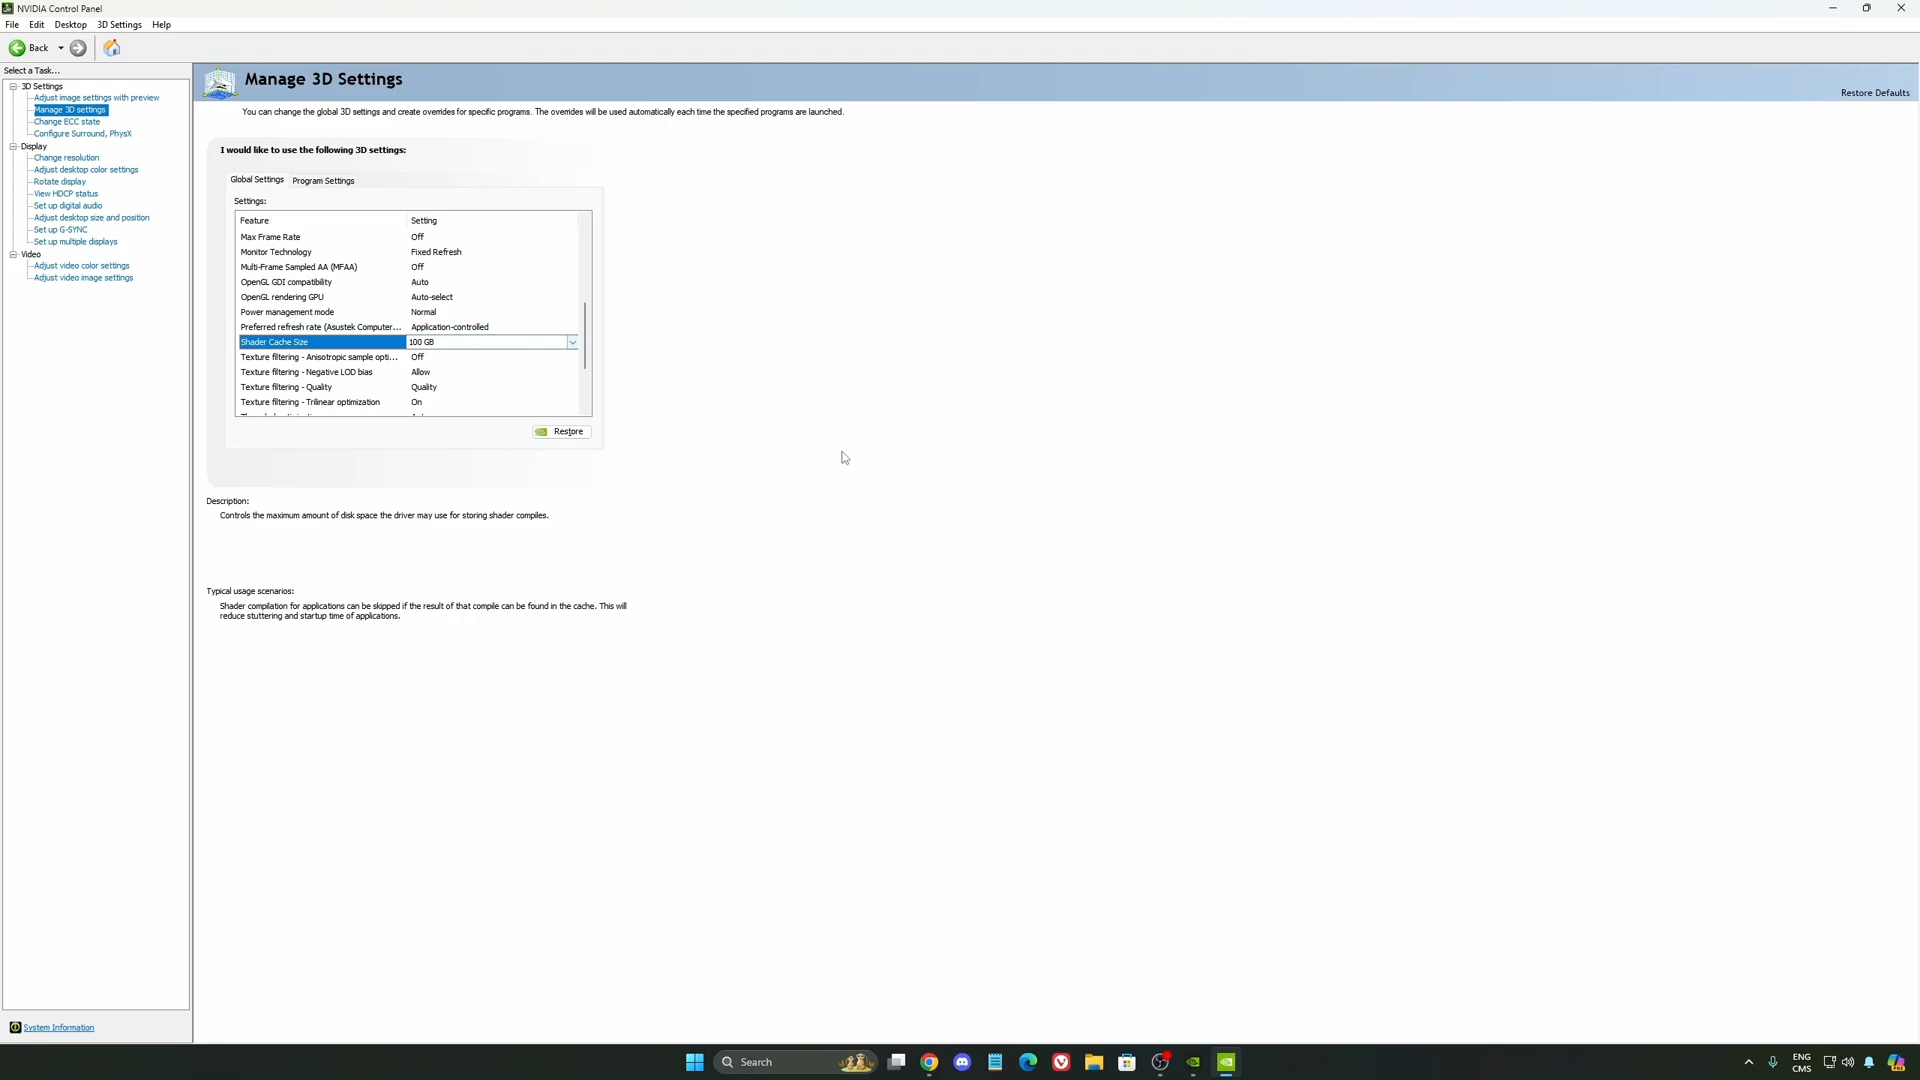 NVIDIA Control Panel
File Edit Desktop 3D Settings Help
Back
Select a Task...
3D Settings
Adjust image settings with preview
Manage 3D settings
Change ECC state
Configure Surround, PhysX
Display
Change resolution
Adjust desktop color settings
Rotate display
View HDCP status
Set up digital audio
Adjust desktop size and position
Set up G-SYNC
Set up multiple displays
Video
Adjust video color settings
Adjust video image settings
System Information
Manage 3D Settings
Restore Defaults
You can change the global 3D settings and create overrides for specific programs. The overrides will be used automatically each time the specified programs are launched.
I would like to use the following 3D settings:
Global Settings Program Settings
Settings:
Feature Setting
Max Frame Rate Off
Monitor Technology Fixed Refresh
Multi-Frame Sampled AA (MFAA) Off
OpenGL GDI compatibility Auto
OpenGL rendering GPU Auto-select
Power management mode Normal
Preferred refresh rate (Asustek Computer... Application-controlled
Shader Cache Size 100 GB
Texture filtering - Anisotropic sample opti... Off
Texture filtering - Negative LOD bias Allow
Texture filtering - Quality Quality
Texture filtering - Trilinear optimization On
Restore
Description:
Controls the maximum amount of disk space the driver may use for storing shader compiles.
Typical usage scenarios:
Shader compilation for applications can be skipped if the result of that compile can be found in the cache. This will
reduce stuttering and startup time of applications.
Search
ENG
CMS